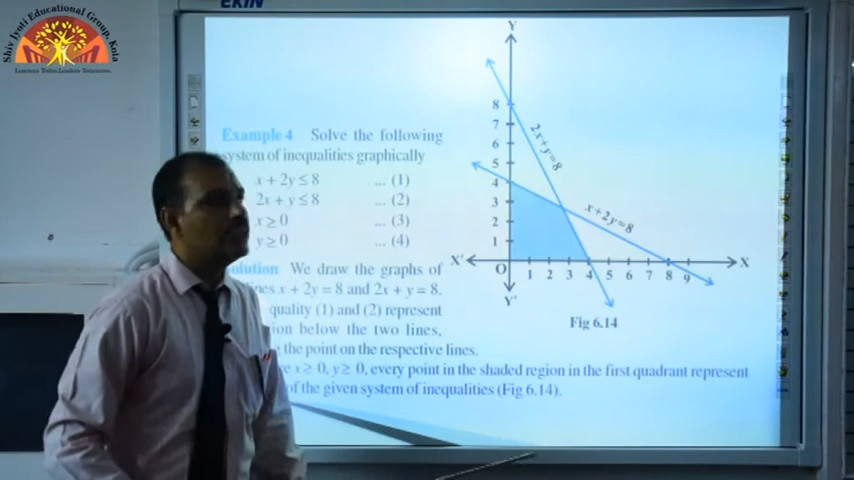 EKIN
Shiv Jyoti Educational Group, Kota
Learners Today..Leaders Tomorrow..
Example 4 Solve the following
system of inequalities graphically
x + 2y ≤ 8 ... (1)
2x + y ≤ 8 ... (2)
x ≥ 0 ... (3)
y ≥ 0 ... (4)
Solution We draw the graphs of
lines x + 2y = 8 and 2x + y = 8.
quality (1) and (2) represent
ion below the two lines,
the point on the respective lines.
x ≥ 0, y ≥ 0, every point in the shaded region in the first quadrant represent
of the given system of inequalities (Fig 6.14).
Y
8
7
6
5
4
3
2
1
2x+y=8
x+2y=8
X' O 1 2 3 4 5 6 7 8 9 X
Y'
Fig 6.14